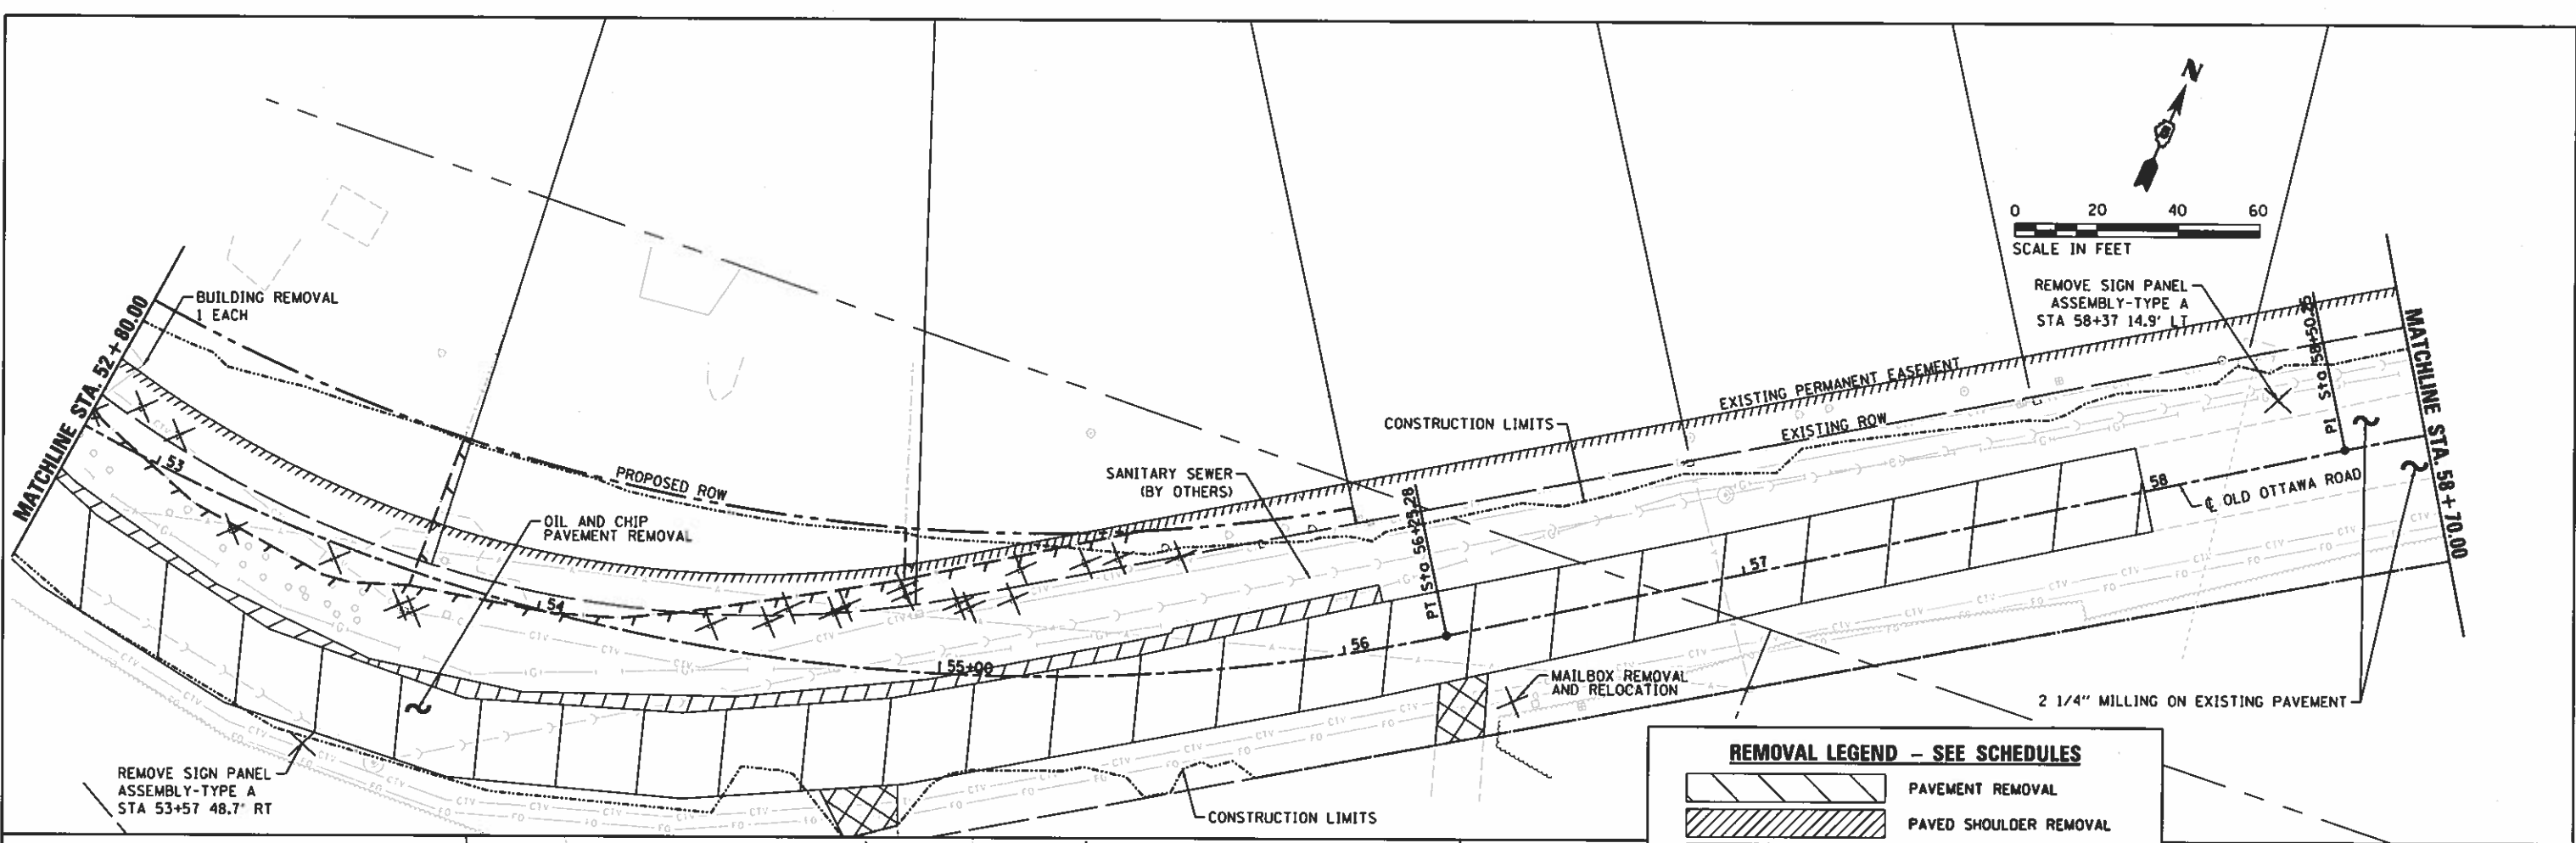 N
0 20 40 60
SCALE IN FEET
BUILDING REMOVAL
1 EACH
MATCHLINE STA. 52 + 80.00
REMOVE SIGN PANEL
ASSEMBLY-TYPE A
STA 58+37 14.9' LT
PI Sta 58+50.25
MATCHLINE STA. 58 + 70.00
EXISTING PERMANENT EASEMENT
CONSTRUCTION LIMITS
EXISTING ROW
53
PROPOSED ROW
SANITARY SEWER
(BY OTHERS)
PT Sta 56+25.28
58
℄ OLD OTTAWA ROAD
OIL AND CHIP
PAVEMENT REMOVAL
54
57
56
55+00
MAILBOX REMOVAL
AND RELOCATION
2 1/4" MILLING ON EXISTING PAVEMENT
REMOVE SIGN PANEL
ASSEMBLY-TYPE A
STA 53+57 48.7' RT
CONSTRUCTION LIMITS
REMOVAL LEGEND - SEE SCHEDULES
PAVEMENT REMOVAL
PAVED SHOULDER REMOVAL
CTV
FO
G